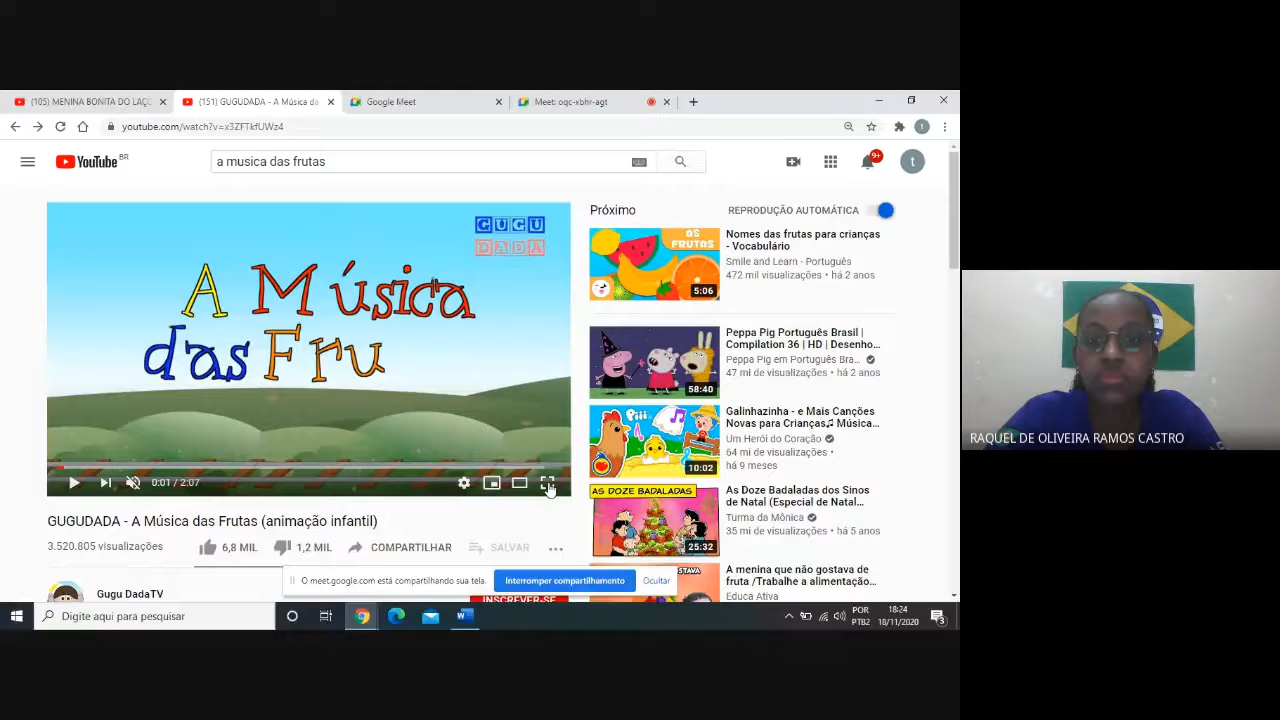 (105) MENINA BONITA DO LAÇO
(151) GUGUDADA - A Música da
Google Meet
Meet: oqc-xbhr-agt
youtube.com/watch?v=x3ZFTkfUWz4
YouTube BR
a musica das frutas
9+
t
GUGU
DADA
A Música
das Fru
0:01 / 2:07
GUGUDADA - A Música das Frutas (animação infantil)
3.520.805 visualizações
6,8 MIL
1,2 MIL
COMPARTILHAR
SALVAR
Gugu DadaTV
INSCREVER-SE
Próximo
REPRODUÇÃO AUTOMÁTICA
AS
FRUTAS
5:06
Nomes das frutas para crianças
- Vocabulário
Smile and Learn - Português
472 mil visualizações • há 2 anos
58:40
Peppa Pig Português Brasil |
Compilation 36 | HD | Desenho...
Peppa Pig em Português Bra...
47 mi de visualizações • há 2 anos
Piii
10:02
Galinhazinha - e Mais Canções
Novas para Crianças♫ Música...
Um Herói do Coração
64 mi de visualizações •
há 9 meses
AS DOZE BADALADAS
25:32
As Doze Badaladas dos Sinos
de Natal (Especial de Natal...
Turma da Mônica
35 mi de visualizações • há 5 anos
A menina que não gostava de
fruta /Trabalhe a alimentação...
Educa Ativa
O meet.google.com está compartilhando sua tela.
Interromper compartilhamento
Ocultar
Digite aqui para pesquisar
POR
PTB2
18:24
18/11/2020
3
RAQUEL DE OLIVEIRA RAMOS CASTRO